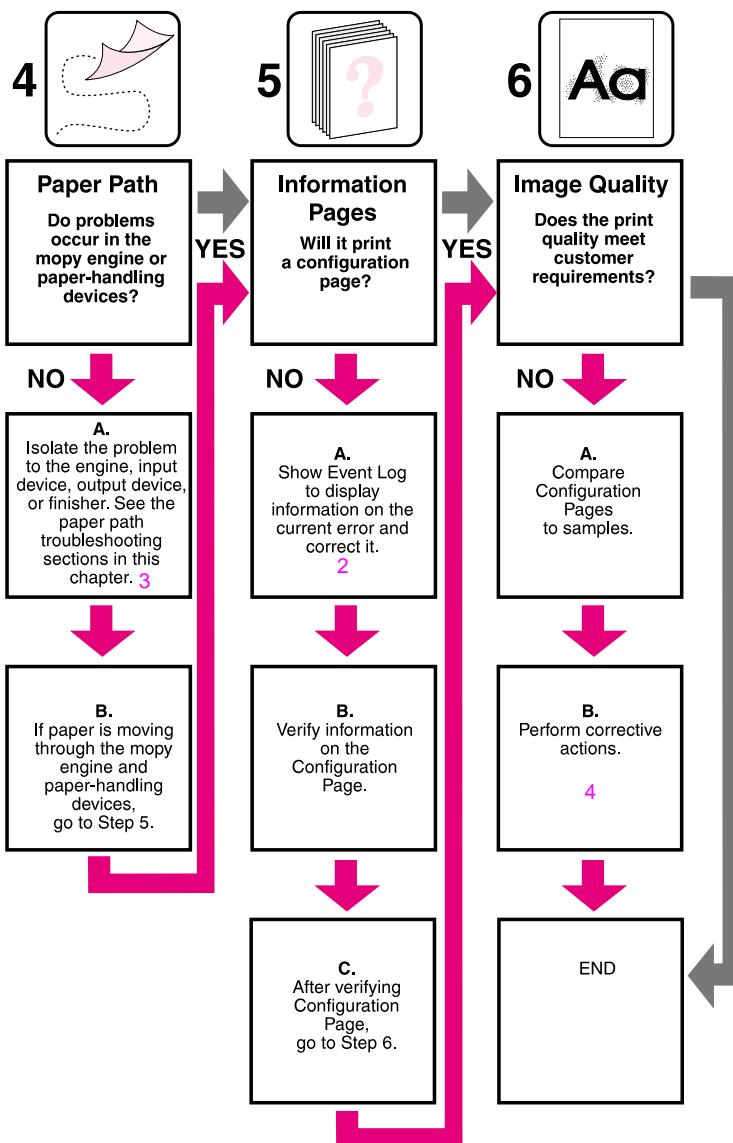 4
5
?
6
Aa
Paper Path
Do problems
occur in the
mopy engine or
paper-handling
devices?
YES
Information
Pages
Will it print
a configuration
page?
YES
Image Quality
Does the print
quality meet
customer
requirements?
NO
NO
NO
A.
Isolate the problem
to the engine, input
device, output device,
or finisher. See the
paper path
troubleshooting
sections in this
chapter. 3
A.
Show Event Log
to display
information on the
current error and
correct it.
2
A.
Compare
Configuration
Pages
to samples.
B.
If paper is moving
through the mopy
engine and
paper-handling
devices,
go to Step 5.
B.
Verify information
on the
Configuration
Page.
B.
Perform corrective
actions.
4
C.
After verifying
Configuration
Page,
go to Step 6.
END